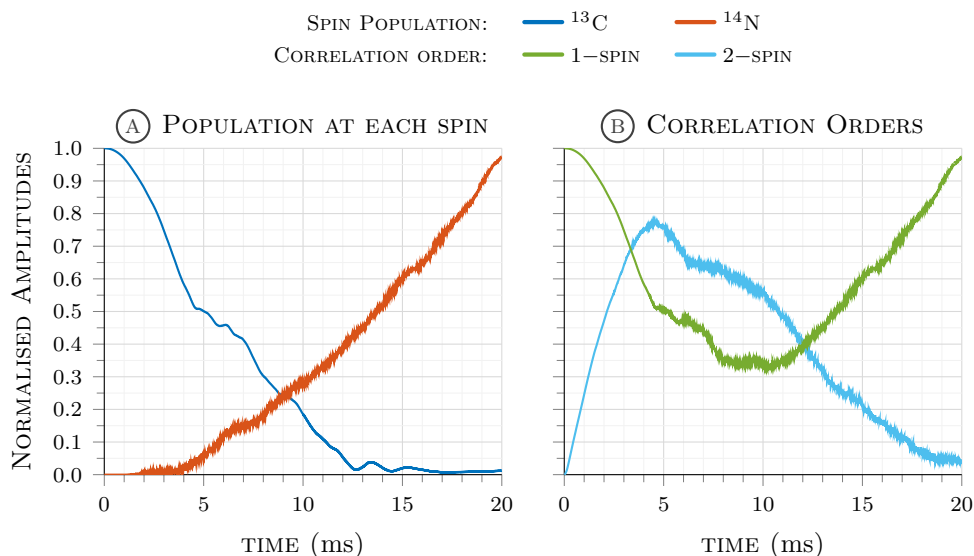 Spin Population: ¹³C ¹⁴N
Correlation order: 1–spin 2–spin
A Population at each spin
B Correlation Orders
Normalised Amplitudes
1.0
0.9
0.8
0.7
0.6
0.5
0.4
0.3
0.2
0.1
0.0
0 5 10 15 20
0 5 10 15 20
time (ms)
time (ms)